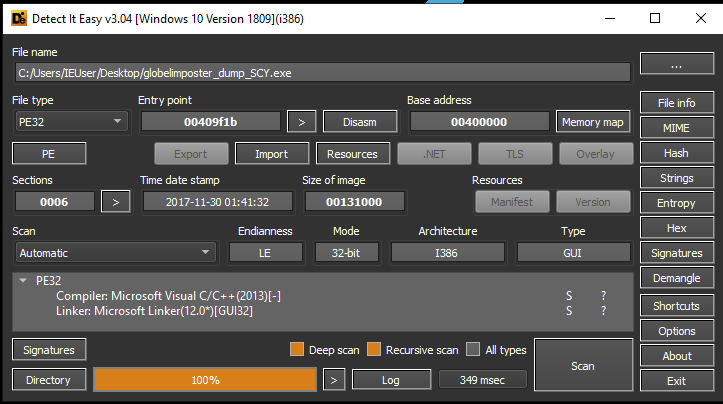 Detect It Easy v3.04 [Windows 10 Version 1809](i386)
File name
C:/Users/IEUser/Desktop/globelimposter_dump_SCY.exe
...
File type
Entry point
Base address
PE32
00409f1b
>
Disasm
00400000
Memory map
File info
MIME
PE
Export
Import
Resources
.NET
TLS
Overlay
Hash
Sections
Time date stamp
Size of image
Resources
Strings
0006
>
2017-11-30 01:41:32
00131000
Manifest
Version
Entropy
Scan
Endianness
Mode
Architecture
Type
Hex
Automatic
LE
32-bit
I386
GUI
Signatures
PE32
Demangle
Compiler: Microsoft Visual C/C++(2013)[-]
S
?
Linker: Microsoft Linker(12.0*)[GUI32]
S
?
Shortcuts
Options
Signatures
Deep scan
Recursive scan
All types
Scan
About
Directory
100%
>
Log
349 msec
Exit